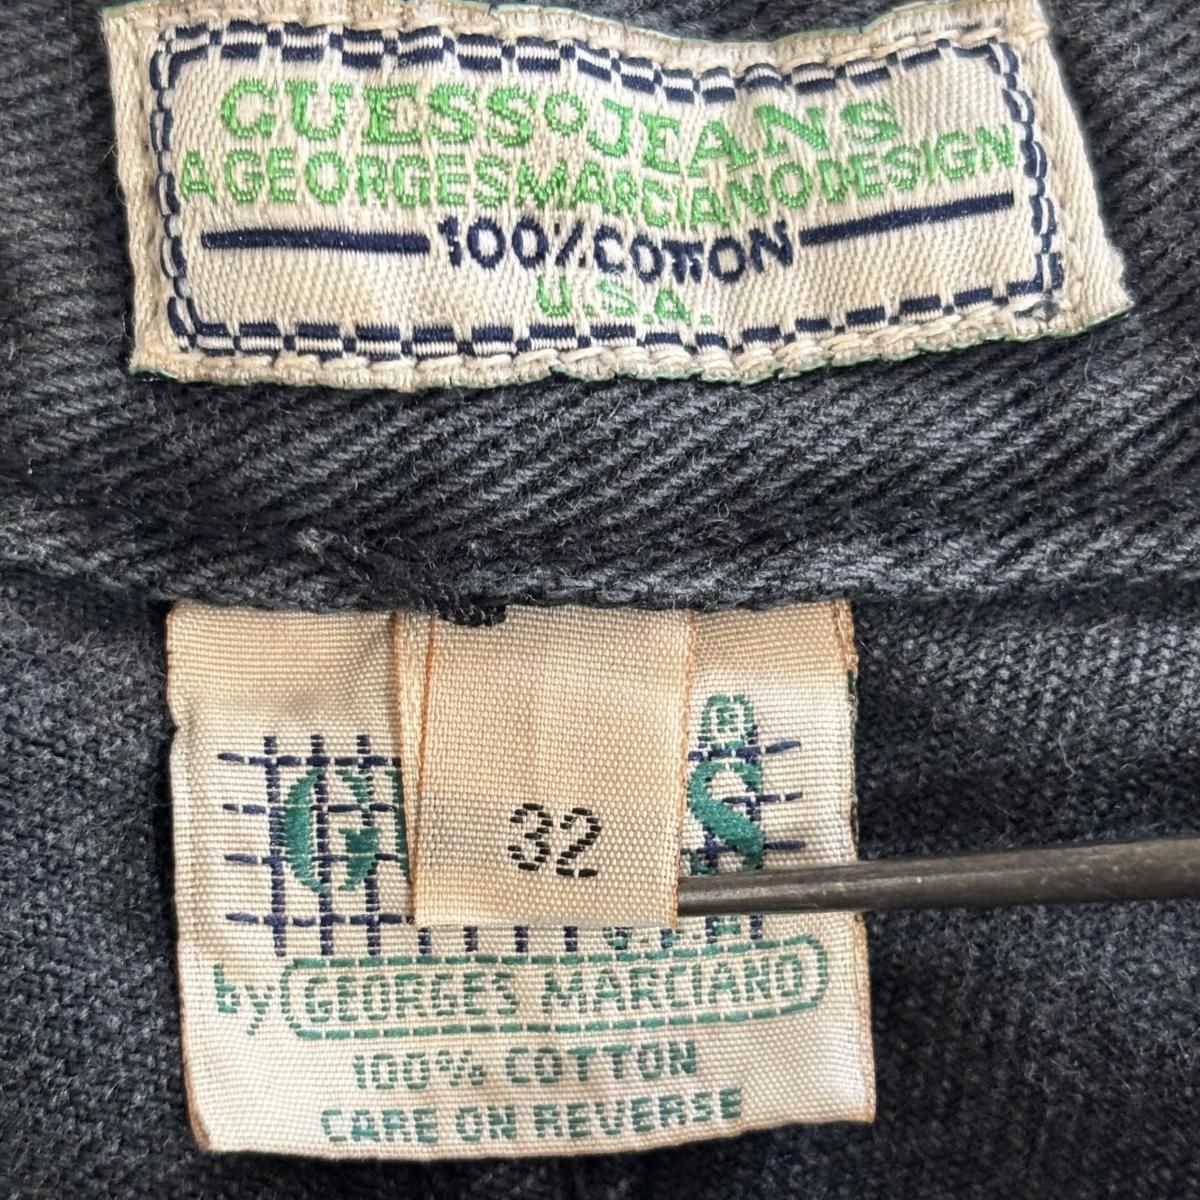 GUESS° JEANS
A GEORGES MARCIANO DESIGN
100% COTTON
U.S.A.
32
by GEORGES MARCIANO
100% COTTON
CARE ON REVERSE